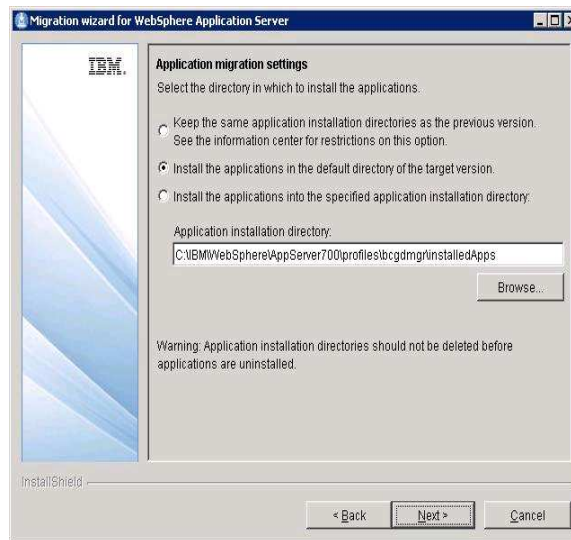 Migration wizard for WebSphere Application Server
IBM.
Application migration settings
Select the directory in which to install the applications.
Keep the same application installation directories as the previous version.
See the information center for restrictions on this option.
Install the applications in the default directory of the target version.
Install the applications into the specified application installation directory:
Application installation directory:
C:\IBM\WebSphere\AppServer700\profiles\bcgdmgr\installedApps
Browse...
Warning: Application installation directories should not be deleted before
applications are uninstalled.
InstallShield
< Back
Next >
Cancel